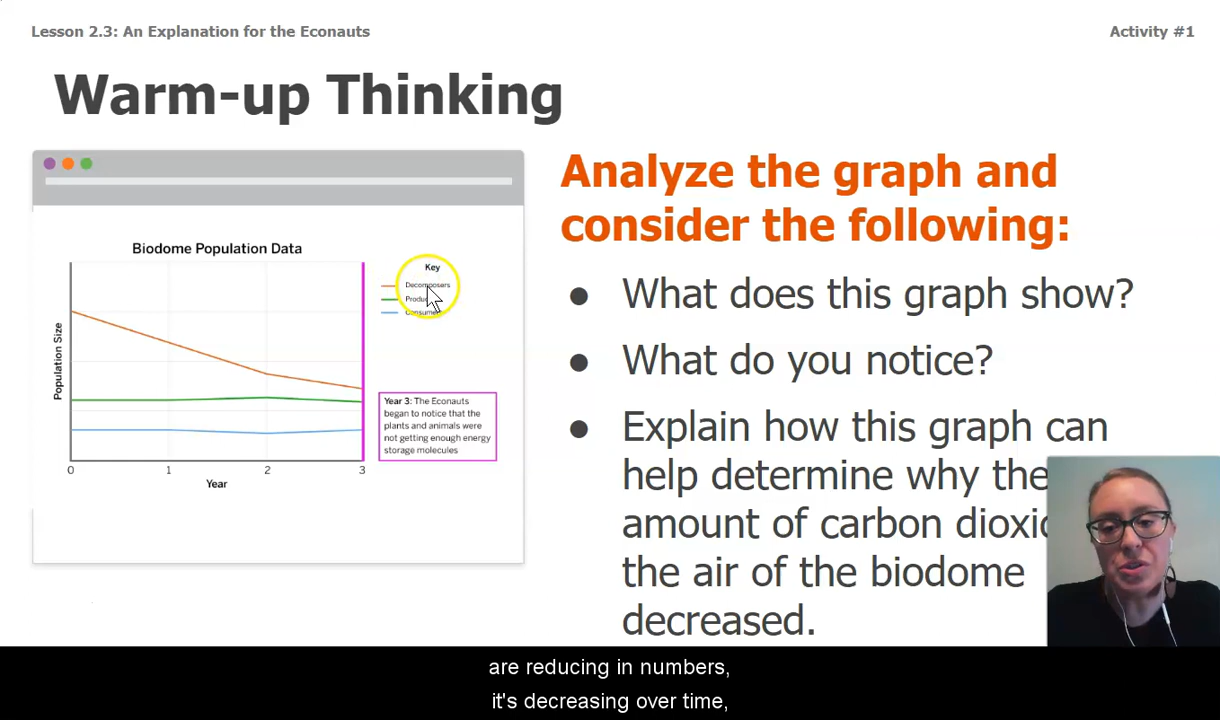 Lesson 2.3: An Explanation for the Econauts
Activity #1
Warm-up Thinking
Analyze the graph and
consider the following:
● What does this graph show?
● What do you notice?
● Explain how this graph can
help determine why the
amount of carbon
the air of the biodome
decreased.
Biodome Population Data
Population Size
Key
Decomposers
Year 3: The Econauts
began to notice that the
plants and animals were
not getting enough energy
storage molecules
0 1 2 3
Year
are reducing in numbers,
it's decreasing over time,